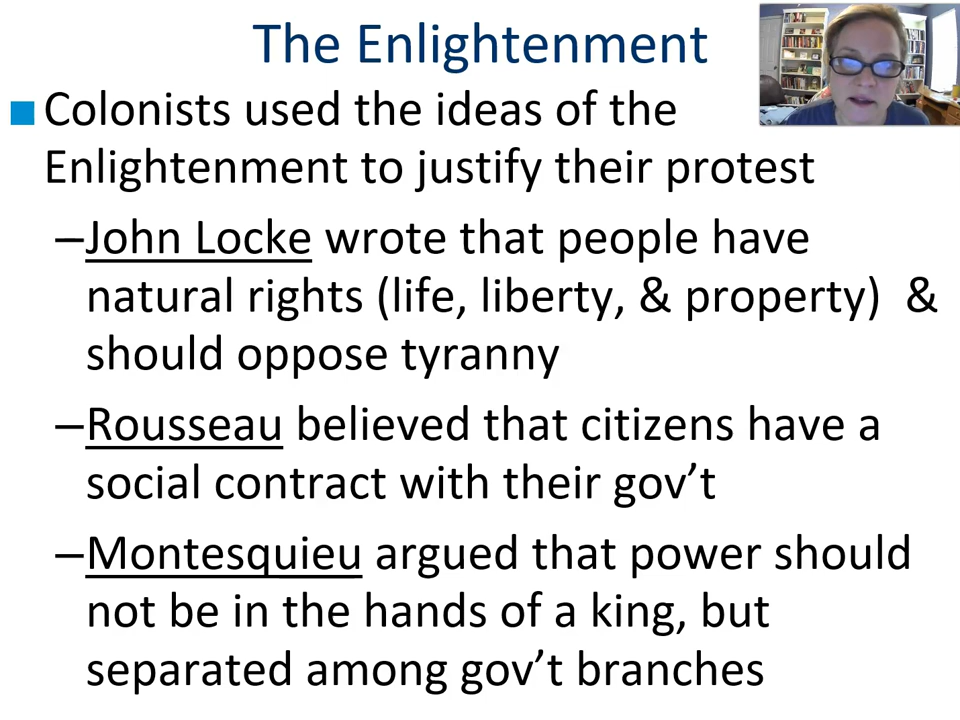 The Enlightenment
■Colonists used the ideas of the
Enlightenment to justify their protest
–John Locke wrote that people have
natural rights (life, liberty, & property) &
should oppose tyranny
–Rousseau believed that citizens have a
social contract with their gov’t
–Montesquieu argued that power should
not be in the hands of a king, but
separated among gov’t branches